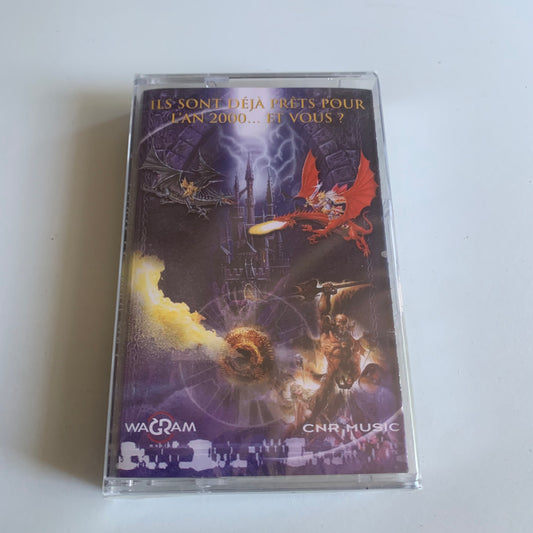 ILS SONT DÉJÀ PRÊTS POUR
L'AN 2000... ET VOUS ?
WAGRAM
CNR MUSIC